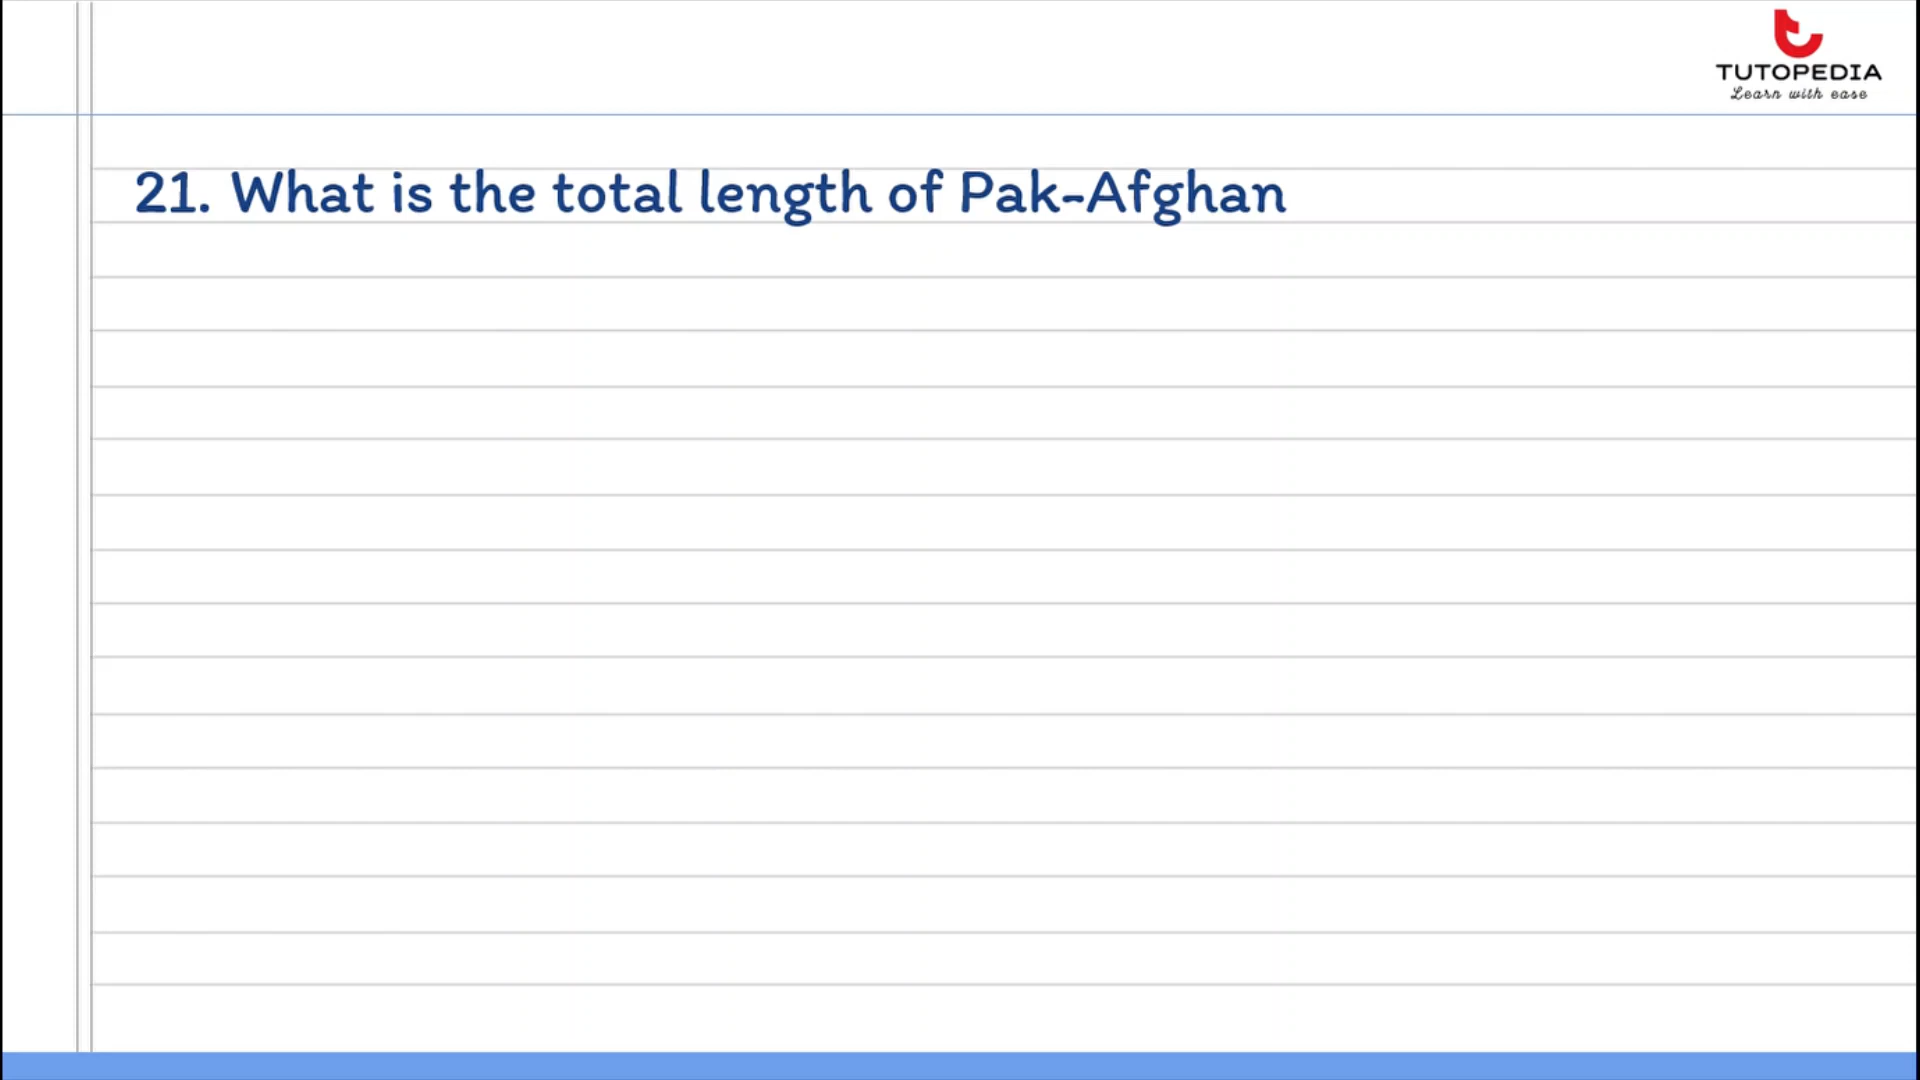 TUTOPEDIA
Learn with ease
21. What is the total length of Pak-Afghan